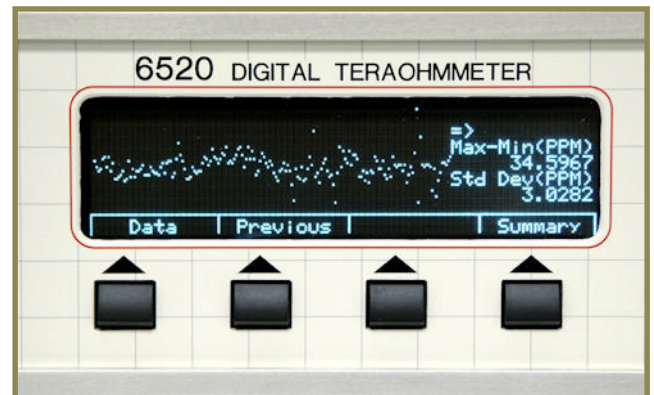 6520 DIGITAL TERAOHMMETER
=>
Max-Min(PPM)
34.5967
Std Dev(PPM)
3.0282
Data Previous Summary